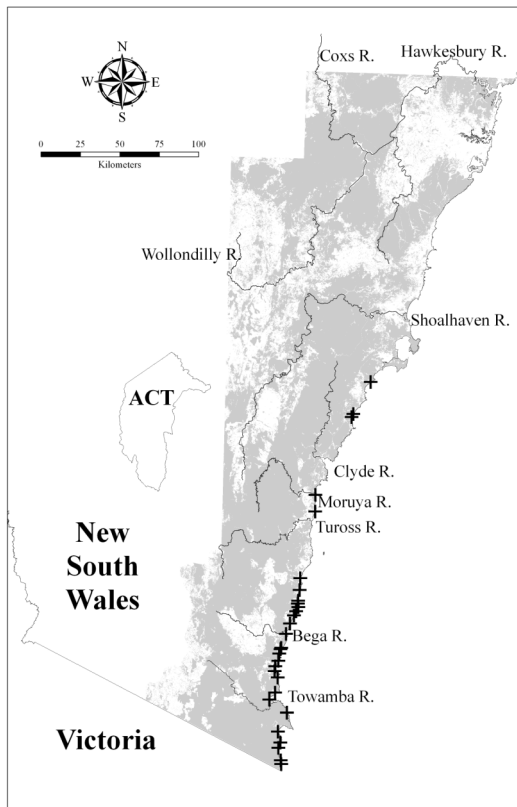 Coxs R.
Hawkesbury R.
N
W
E
S
0 25 50 75 100
Kilometers
Wollondilly R.
Shoalhaven R.
ACT
Clyde R.
Moruya R.
Tuross R.
New
South
Wales
Bega R.
Towamba R.
Victoria